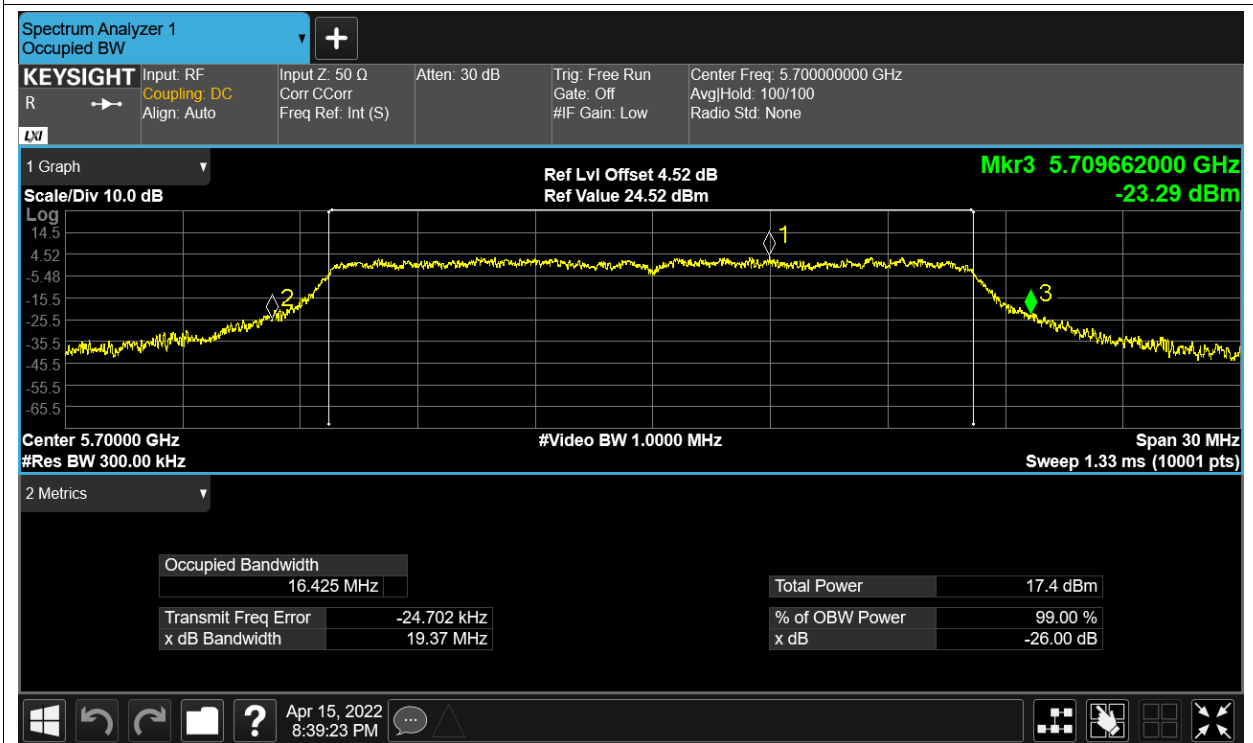 Spectrum Analyzer 1
Occupied BW
+
KEYSIGHT
R
LXI
Input: RF
Coupling: DC
Align: Auto
Input Z: 50 Ω
Corr CCorr
Freq Ref: Int (S)
Atten: 30 dB
Trig: Free Run
Gate: Off
#IF Gain: Low
Center Freq: 5.700000000 GHz
Avg|Hold: 100/100
Radio Std: None
1 Graph
Scale/Div 10.0 dB
Ref Lvl Offset 4.52 dB
Ref Value 24.52 dBm
Mkr3 5.709662000 GHz
-23.29 dBm
Log
14.5
4.52
-5.48
-15.5
-25.5
-35.5
-45.5
-55.5
-65.5
1
2
3
Center 5.70000 GHz
#Video BW 1.0000 MHz
Span 30 MHz
#Res BW 300.00 kHz
Sweep 1.33 ms (10001 pts)
2 Metrics
Occupied Bandwidth
16.425 MHz
Total Power 17.4 dBm
Transmit Freq Error -24.702 kHz
% of OBW Power 99.00 %
x dB Bandwidth 19.37 MHz
x dB -26.00 dB
?
Apr 15, 2022
8:39:23 PM